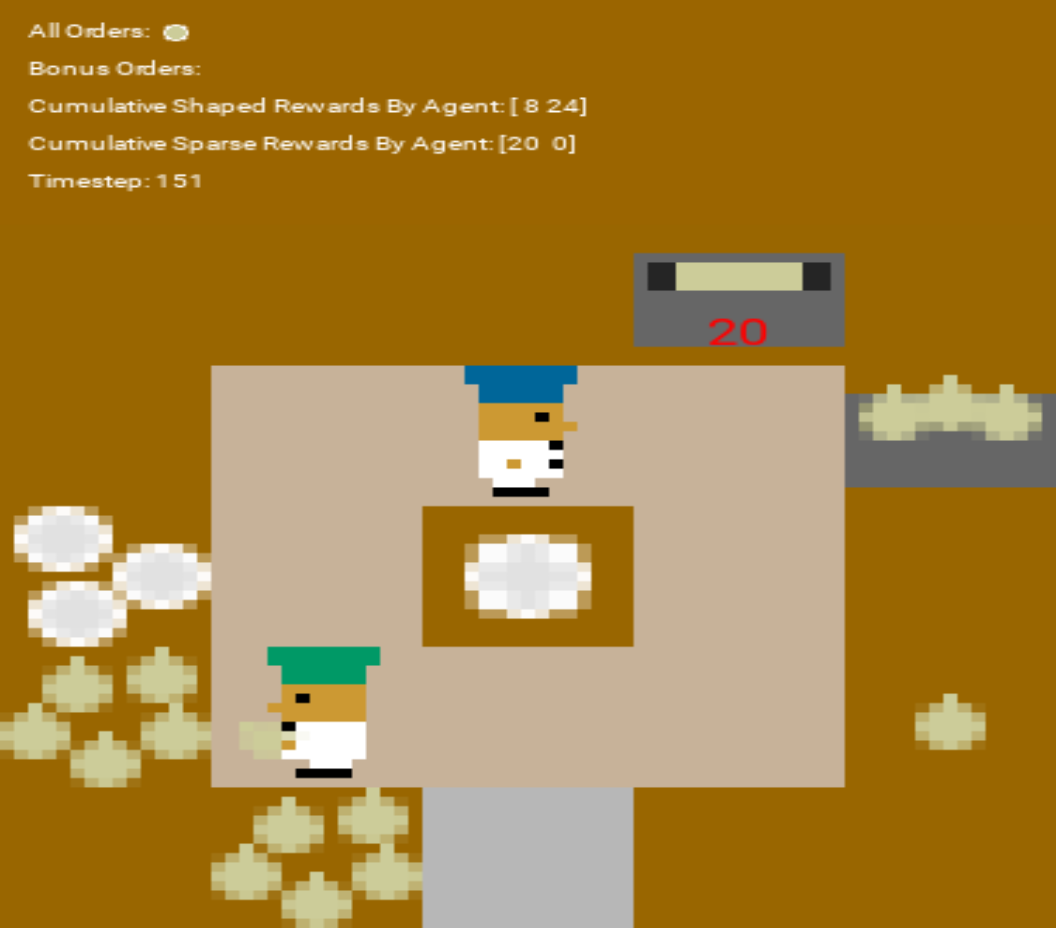 All Orders:
Bonus Orders:
Cumulative Shaped Rewards By Agent: [ 8 24]
Cumulative Sparse Rewards By Agent: [20  0]
Timestep: 151
20